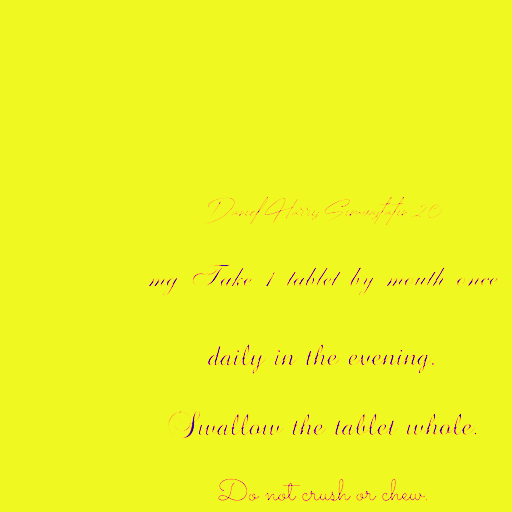 Daniel Harris Simvastatin 20
mg Take 1 tablet by mouth once
daily in the evening.
Swallow the tablet whole.
Do not crush or chew.